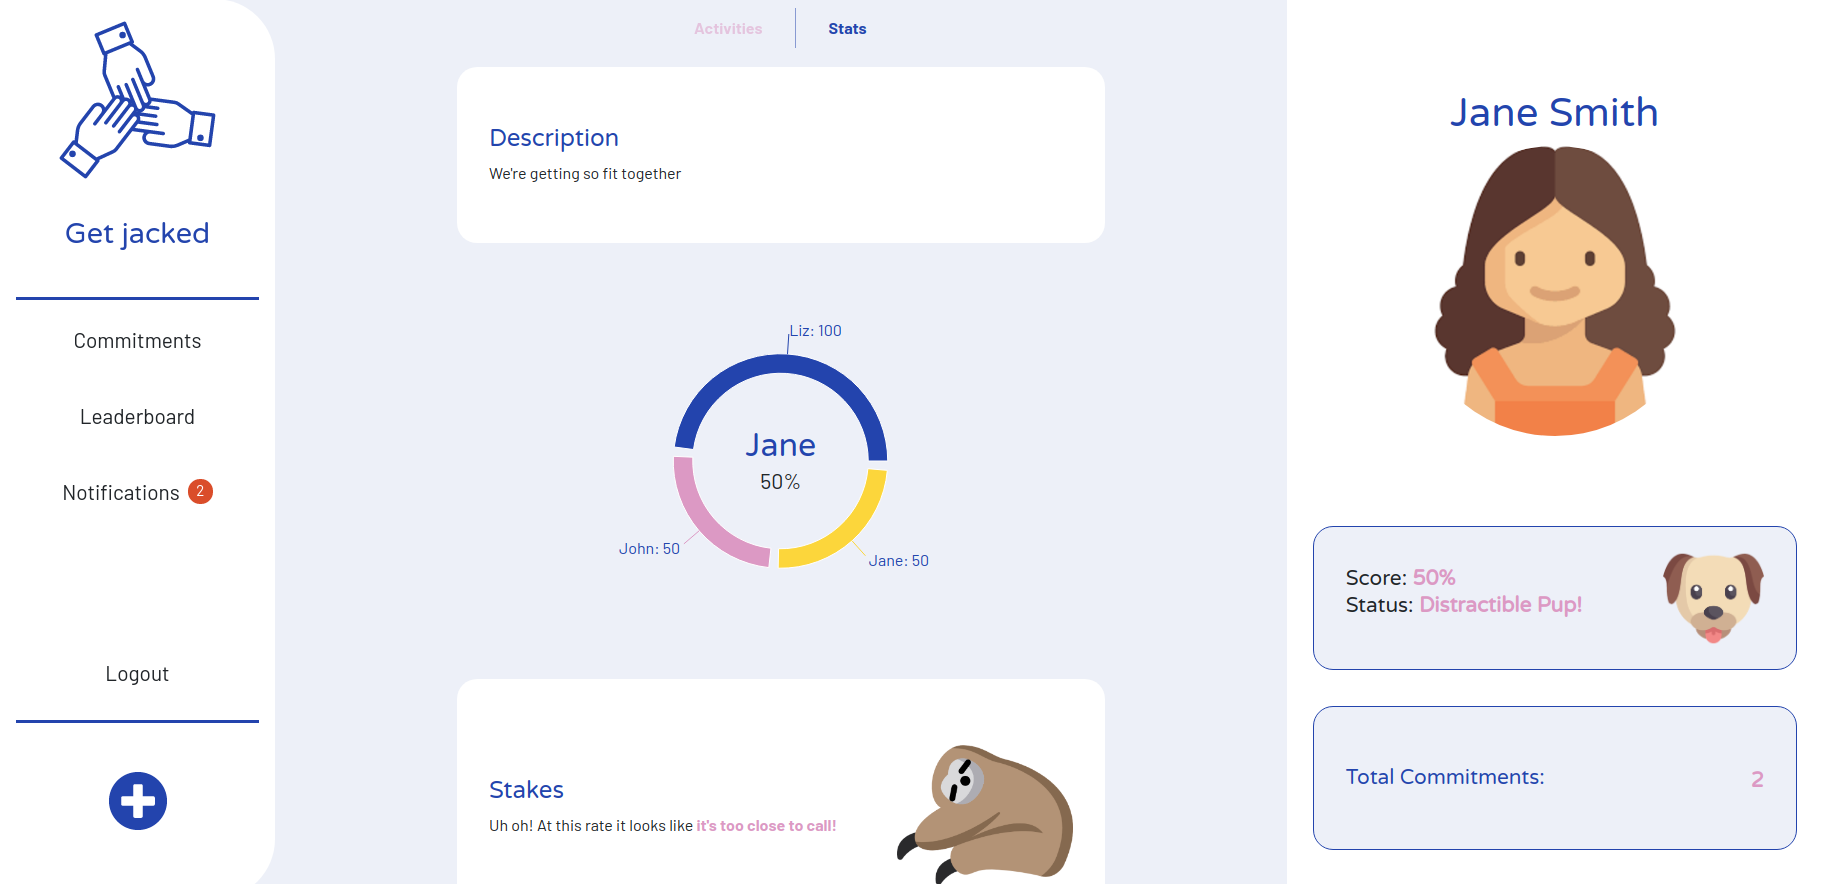 Get jacked
Commitments
Leaderboard
Notifications 2
Logout
Activities
Stats
Description
We're getting so fit together
Liz: 100
Jane
50%
John: 50
Jane: 50
Stakes
Uh oh! At this rate it looks like it's too close to call!
Jane Smith
Score: 50%
Status: Distractible Pup!
Total Commitments: 2